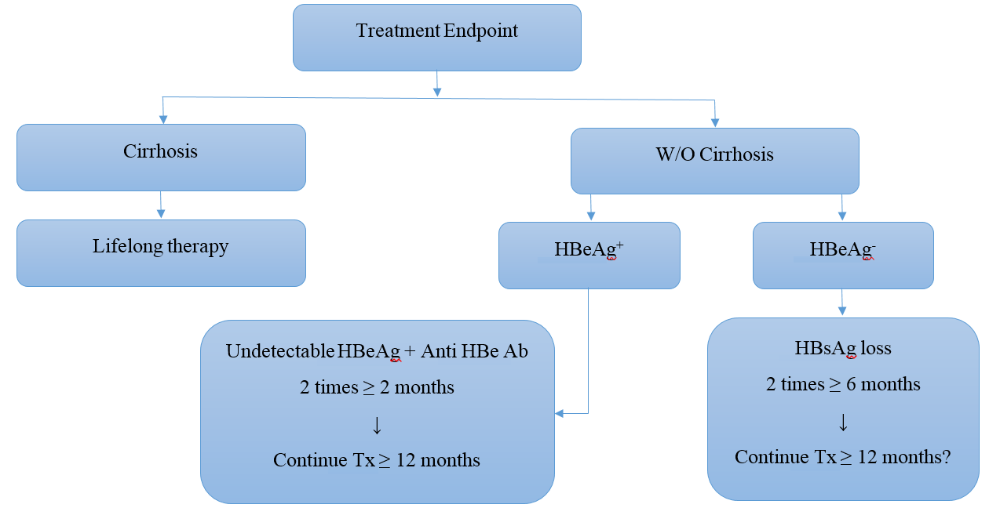 Treatment Endpoint
Cirrhosis
W/O Cirrhosis
Lifelong therapy
HBeAg⁺
HBeAg⁻
Undetectable HBeAg + Anti HBe Ab
2 times ≥ 2 months
↓
Continue Tx ≥ 12 months
HBsAg loss
2 times ≥ 6 months
↓
Continue Tx ≥ 12 months?